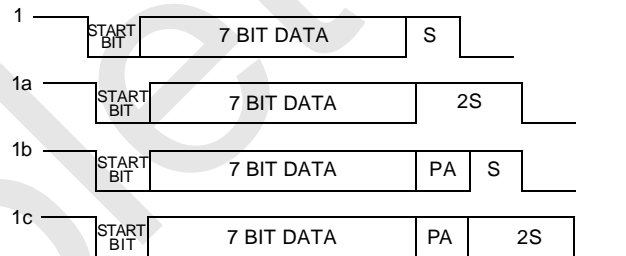 1 START BIT 7 BIT DATA S
1a START BIT 7 BIT DATA 2S
1b START BIT 7 BIT DATA PA S
1c START BIT 7 BIT DATA PA 2S